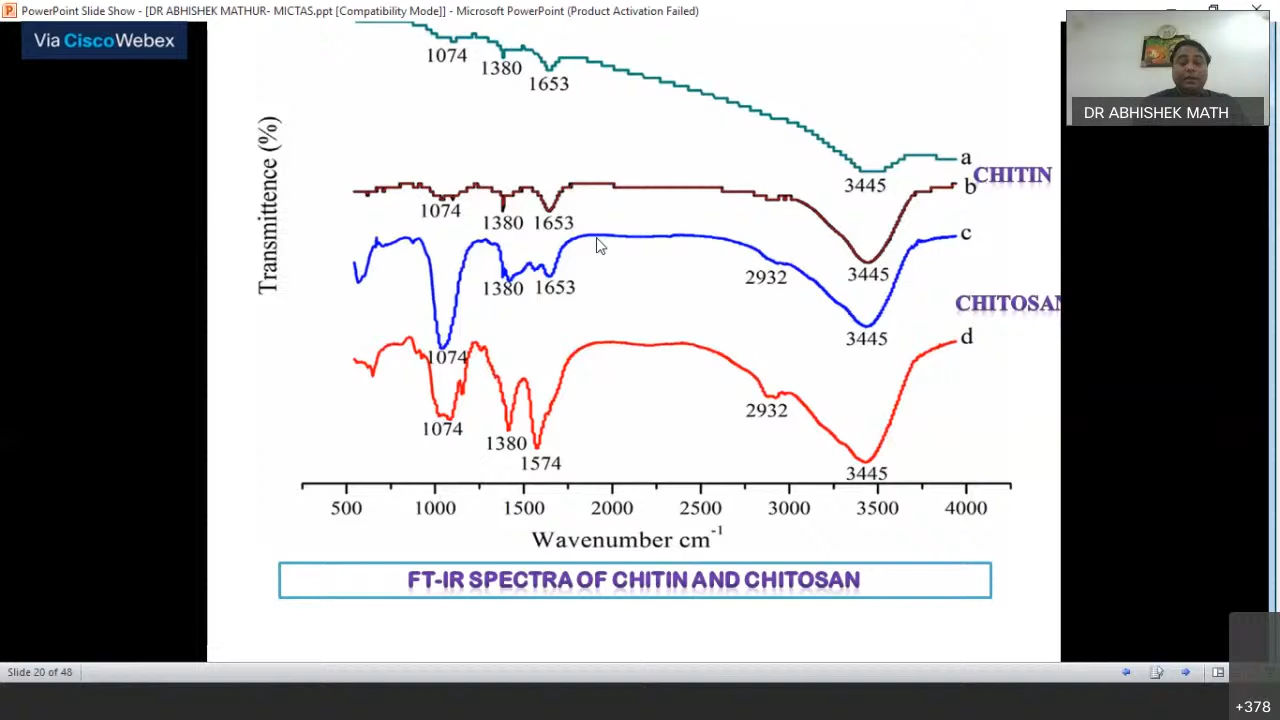 PowerPoint Slide Show - [DR ABHISHEK MATHUR- MICTAS.ppt [Compatibility Mode]] - Microsoft PowerPoint (Product Activation Failed)
Via CiscoWebex
DR ABHISHEK MATH
1074
1380
1653
3445
a
CHITIN
b
1074
1380
1653
3445
c
1380
1653
2932
3445
1074
CHITOSAN
d
2932
1074
1380
1574
3445
Transmittence (%)
500 1000 1500 2000 2500 3000 3500 4000
Wavenumber cm-1
FT-IR SPECTRA OF CHITIN AND CHITOSAN
Slide 20 of 48
+378